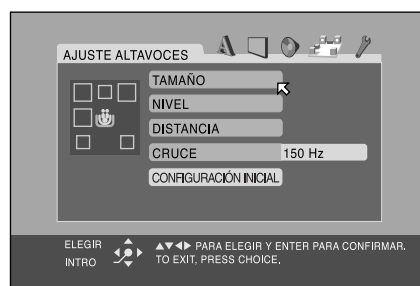 AJUSTE ALTAVOCES
TAMAÑO
NIVEL
DISTANCIA
CRUCE 150 Hz
CONFIGURACIÓN INICIAL
ELEGIR ▲▼◀▶ PARA ELEGIR Y ENTER PARA CONFIRMAR.
INTRO TO EXIT, PRESS CHOICE.